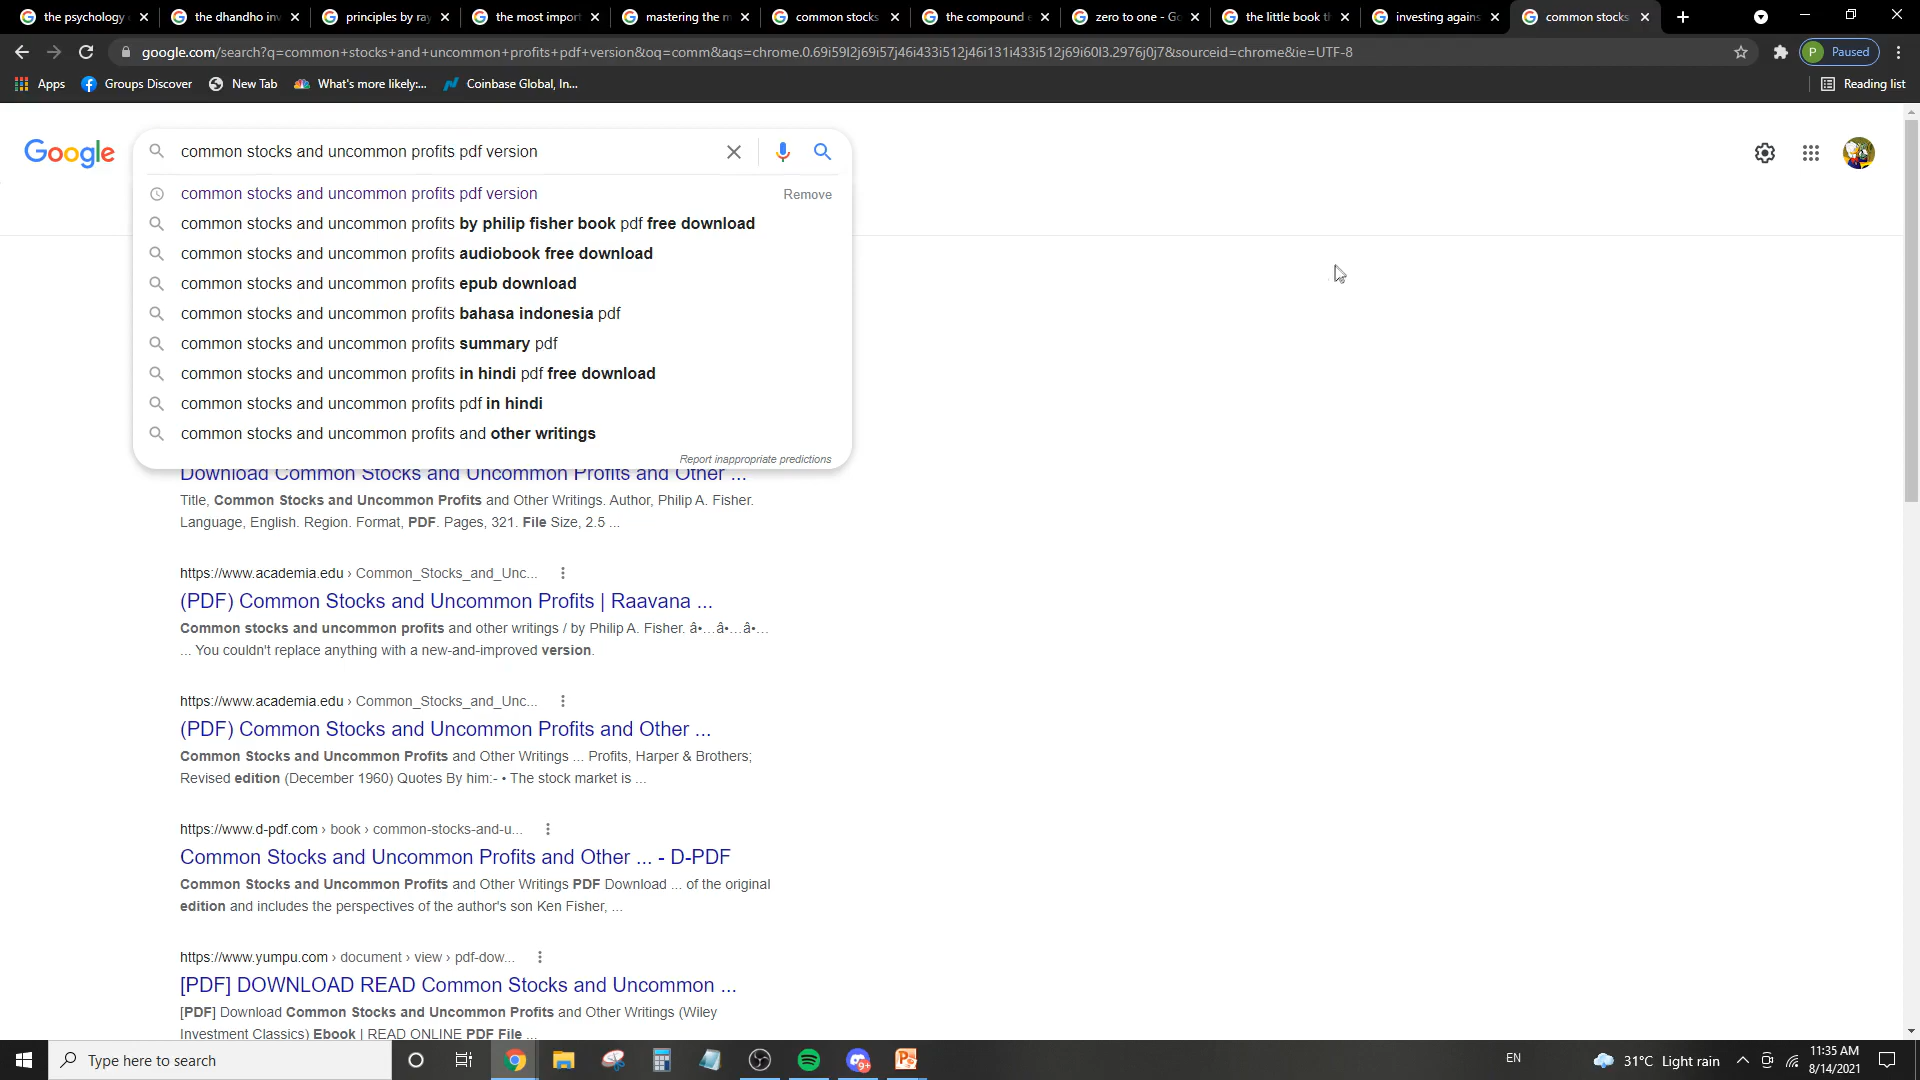 the psychology
the dhandho inv
principles by ray
the most import
mastering the m
common stocks
the compound e
zero to one - Go
the little book th
investing agains
common stocks
google.com/search?q=common+stocks+and+uncommon+profits+pdf+version&oq=comm&aqs=chrome.0.69i59l2j69i57j46i433i512j46i131i433i512j69i60l3.2976j0j7&sourceid=chrome&ie=UTF-8
P Paused
Apps
Groups Discover
New Tab
What's more likely:...
Coinbase Global, In...
Reading list
Google
common stocks and uncommon profits pdf version
common stocks and uncommon profits pdf version
Remove
common stocks and uncommon profits by philip fisher book pdf free download
common stocks and uncommon profits audiobook free download
common stocks and uncommon profits epub download
common stocks and uncommon profits bahasa indonesia pdf
common stocks and uncommon profits summary pdf
common stocks and uncommon profits in hindi pdf free download
common stocks and uncommon profits pdf in hindi
common stocks and uncommon profits and other writings
Report inappropriate predictions
Download Common Stocks and Uncommon Profits and Other ...
Title, Common Stocks and Uncommon Profits and Other Writings. Author, Philip A. Fisher.
Language, English. Region. Format, PDF. Pages, 321. File Size, 2.5 ...
https://www.academia.edu › Common_Stocks_and_Unc...
(PDF) Common Stocks and Uncommon Profits | Raavana ...
Common stocks and uncommon profits and other writings / by Philip A. Fisher. â•…â•…â•…
... You couldn't replace anything with a new-and-improved version.
https://www.academia.edu › Common_Stocks_and_Unc...
(PDF) Common Stocks and Uncommon Profits and Other ...
Common Stocks and Uncommon Profits and Other Writings ... Profits, Harper & Brothers;
Revised edition (December 1960) Quotes By him:- • The stock market is ...
https://www.d-pdf.com › book › common-stocks-and-u...
Common Stocks and Uncommon Profits and Other ... - D-PDF
Common Stocks and Uncommon Profits and Other Writings PDF Download ... of the original
edition and includes the perspectives of the author's son Ken Fisher, ...
https://www.yumpu.com › document › view › pdf-dow...
[PDF] DOWNLOAD READ Common Stocks and Uncommon ...
[PDF] Download Common Stocks and Uncommon Profits and Other Writings (Wiley
Investment Classics) Ebook | READ ONLINE PDF File ...
Type here to search
9+
EN
31°C Light rain
11:35 AM
8/14/2021